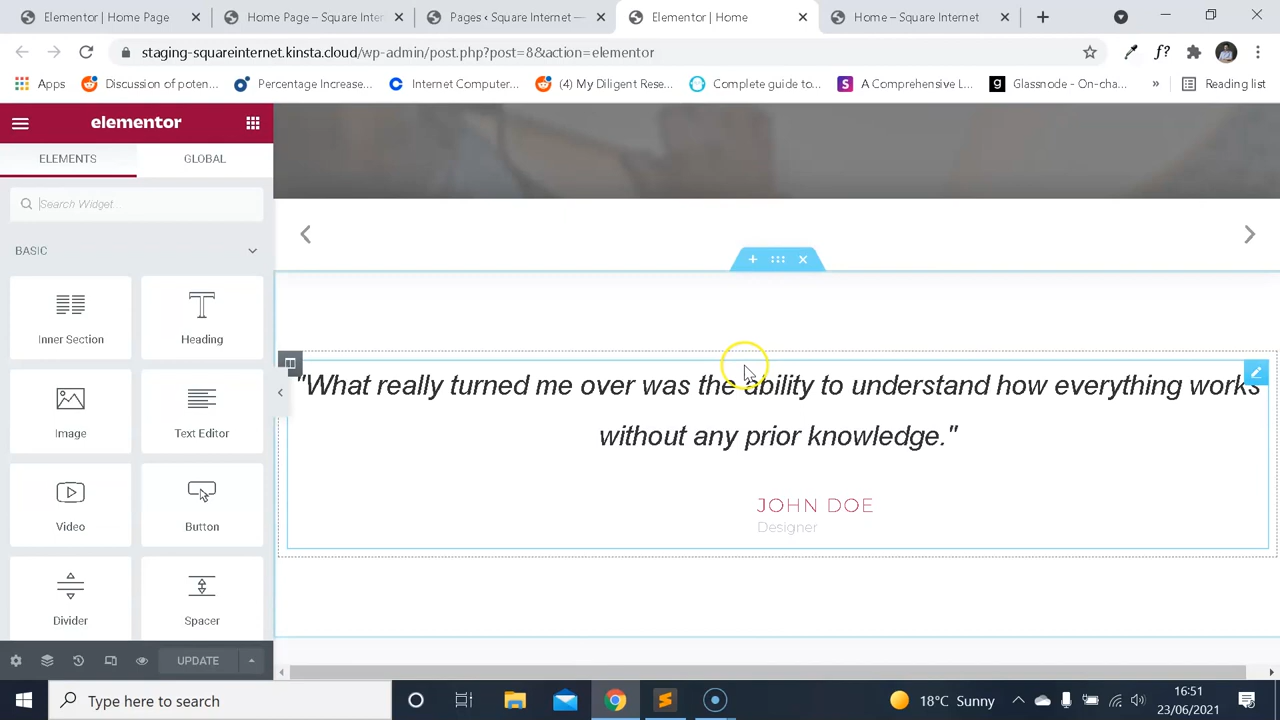 Elementor | Home Page
Home Page – Square Inter
Pages ‹ Square Internet —
Elementor | Home
Home – Square Internet
staging-squareinternet.kinsta.cloud/wp-admin/post.php?post=8&action=elementor
f?
Apps
Discussion of poten...
Percentage Increase...
Internet Computer...
(4) My Diligent Rese...
Complete guide to...
A Comprehensive L...
Glassnode - On-cha...
»
Reading list
elementor
ELEMENTS
GLOBAL
Search Widget...
BASIC
Inner Section
Heading
Image
Text Editor
Video
Button
Divider
Spacer
UPDATE
"What really turned me over was the ability to understand how everything works
without any prior knowledge."
JOHN DOE
Designer
Type here to search
18°C Sunny
16:51
23/06/2021